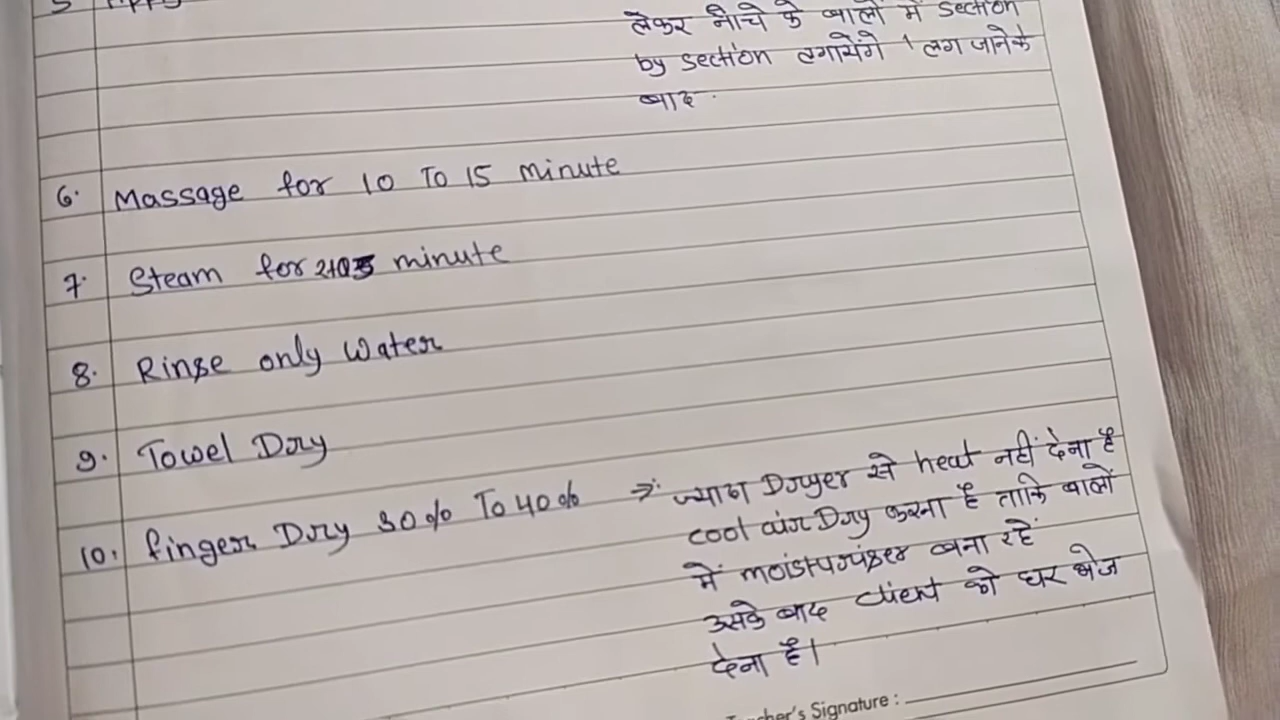 5
लेकर नीचे के बालों में section
by section लगायेंगे । लग जानेके
बाद .
6. Massage for 10 To 15 minute
7. Steam for minute
8. Rinse only Water
9. Towel Dry
10. finger Dry 30% To 40% → ज्यादा Dryer से heat नहीं देना है
cool air Dry करना है ताकि बालों
में moisturizer बना रहें
उसके बाद client को घर भेज
देना है।
Teacher's Signature :